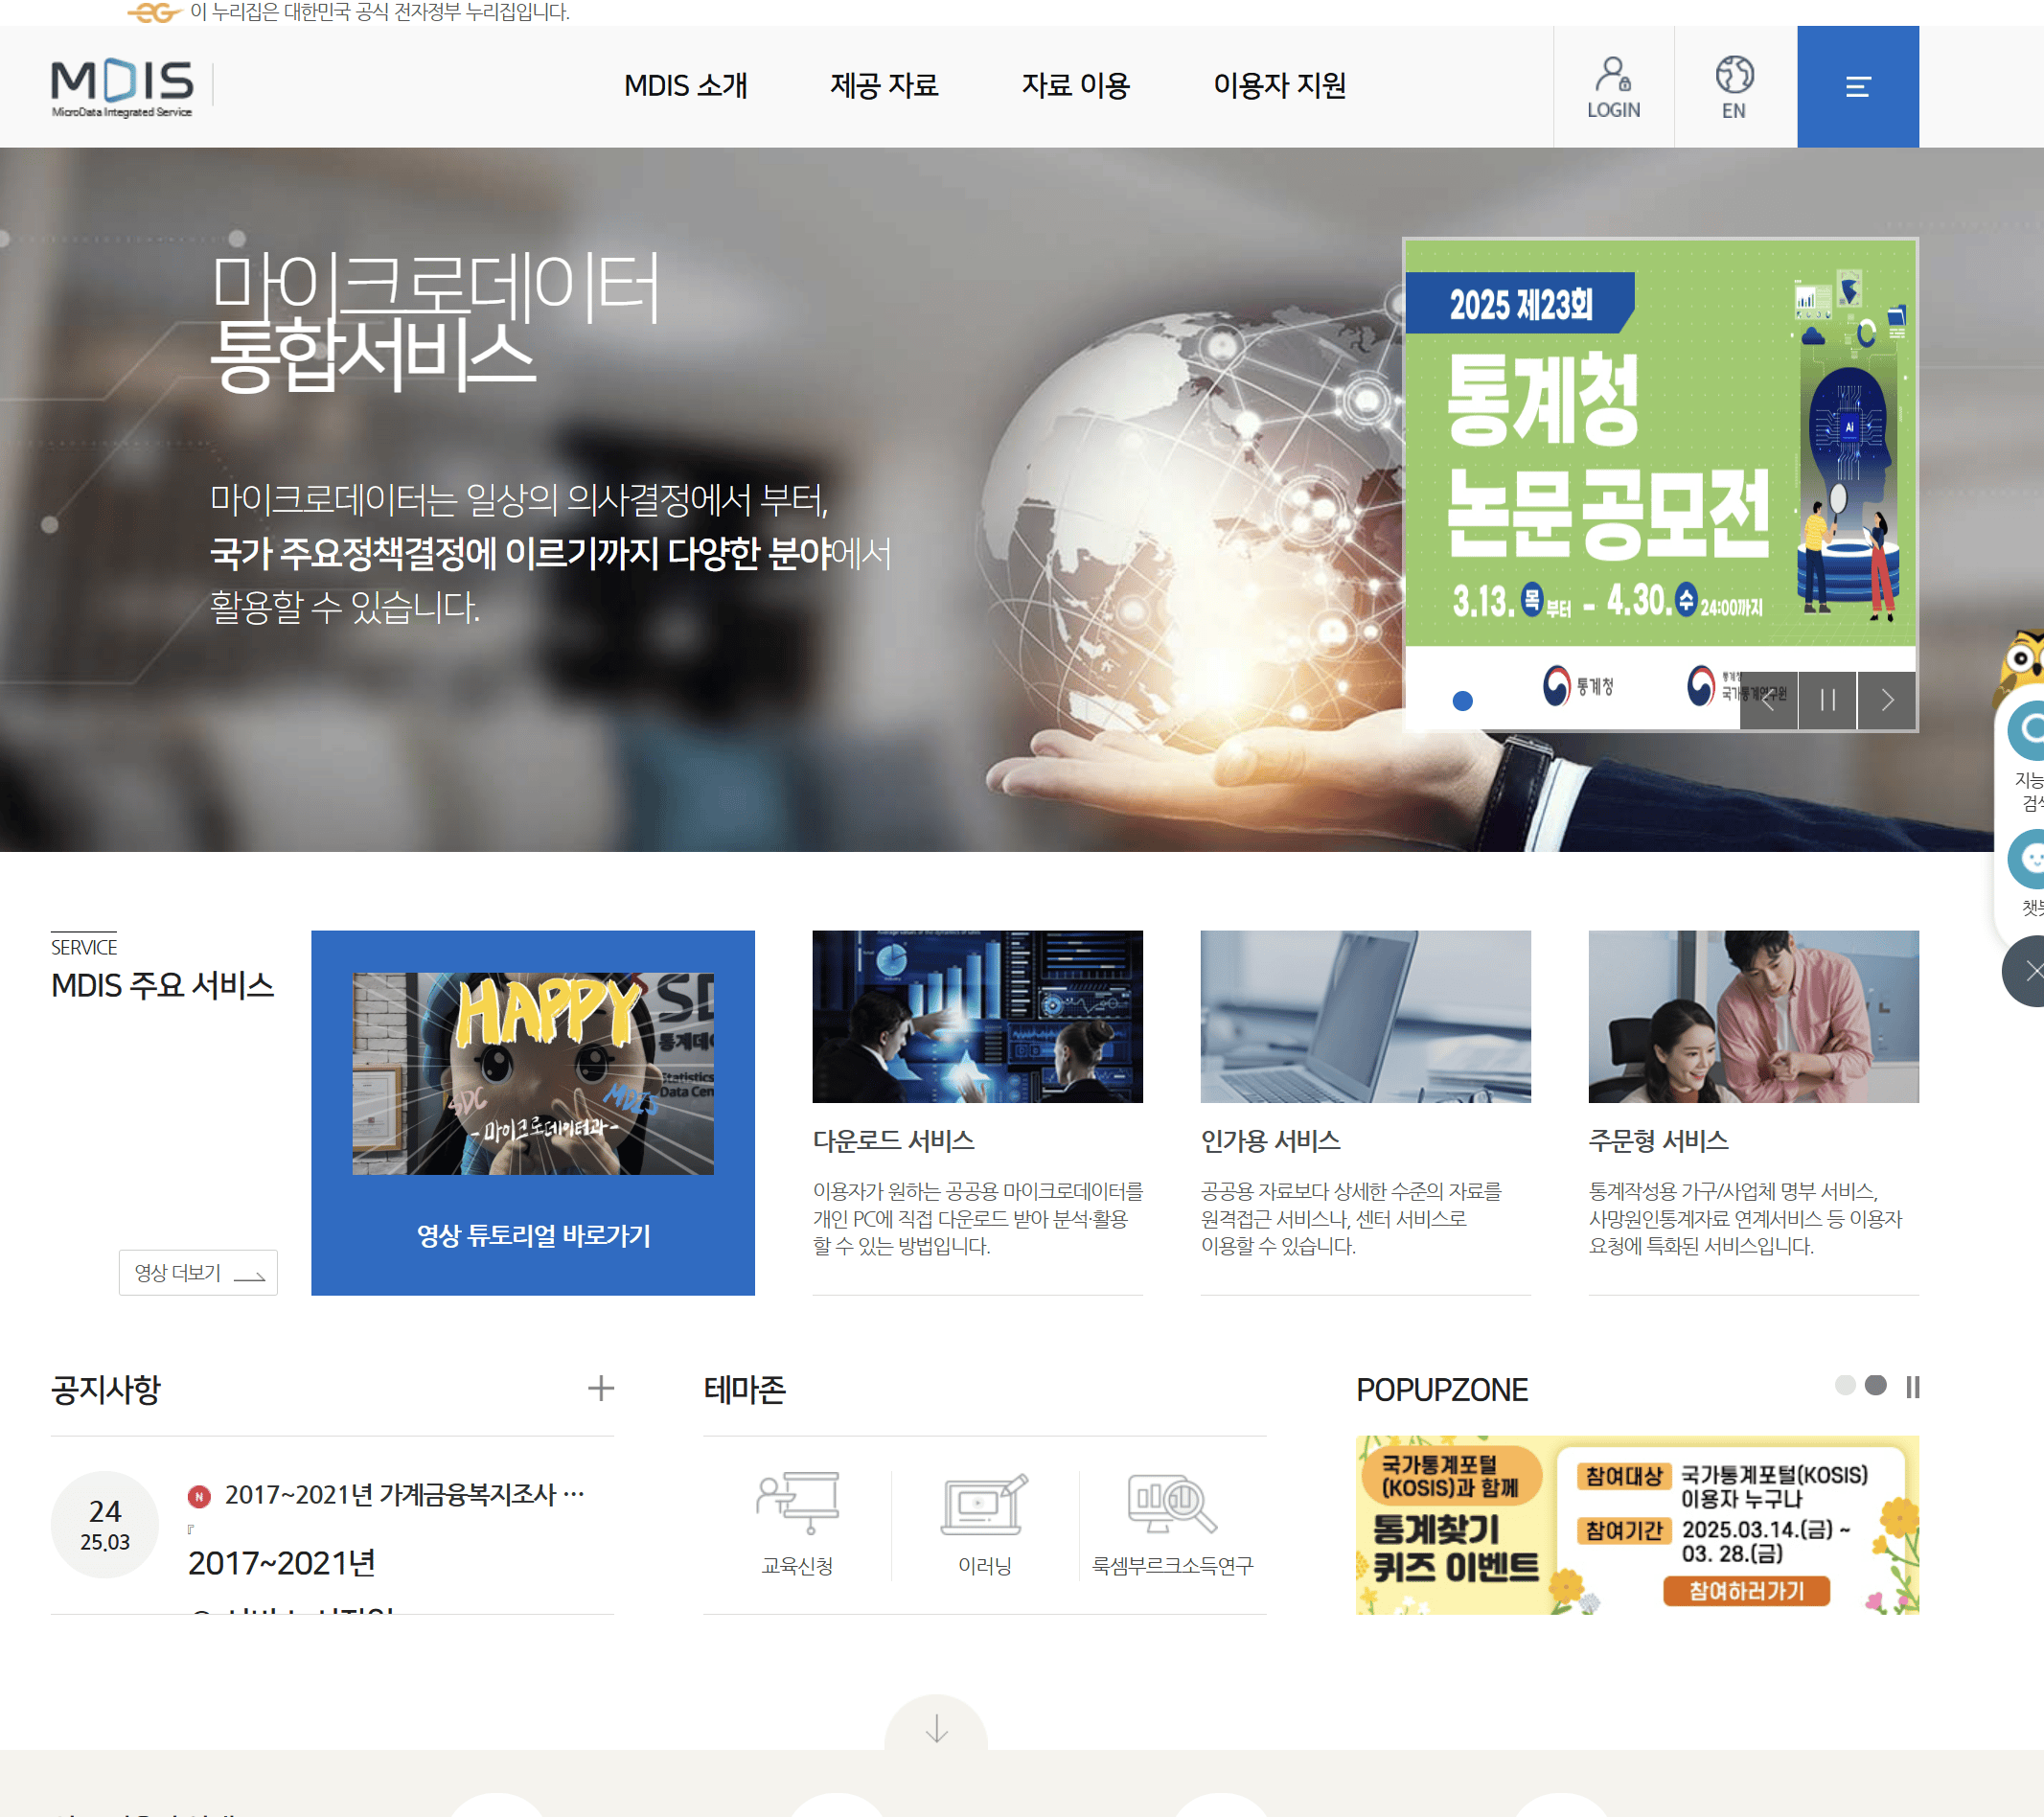 이 누리집은 대한민국 공식 전자정부 누리집입니다.
MDIS
MicroData Integrated Service
MDIS 소개
제공 자료
자료 이용
이용자 지원
LOGIN
EN
마이크로데이터
통합서비스
마이크로데이터는 일상의 의사결정에서 부터,
국가 주요정책결정에 이르기까지 다양한 분야에서
활용할 수 있습니다.
2025 제23회
통계청
논문 공모전
Ai
3.13. 목 부터 - 4.30. 수 24:00까지
통계청
통계청
국가통계연구원
SERVICE
MDIS 주요 서비스
영상 더보기
HAPPY
SDC
MDIS
-마이크로데이터과-
Statistics
영상 튜토리얼 바로가기
다운로드 서비스
이용자가 원하는 공공용 마이크로데이터를
개인 PC에 직접 다운로드 받아 분석·활용
할 수 있는 방법입니다.
인가용 서비스
공공용 자료보다 상세한 수준의 자료를
원격접근 서비스나, 센터 서비스로
이용할 수 있습니다.
주문형 서비스
통계작성용 가구/사업체 명부 서비스,
사망원인통계자료 연계서비스 등 이용자
요청에 특화된 서비스입니다.
공지사항
24
25.03
N 2017~2021년 가계금융복지조사 …
『
2017~2021년
테마존
교육신청
이러닝
룩셈부르크소득연구
POPUPZONE
국가통계포털
(KOSIS)과 함께
통계찾기
퀴즈 이벤트
참여대상 국가통계포털(KOSIS)
이용자 누구나
참여기간 2025.03.14.(금) ~
03. 28.(금)
참여하러가기